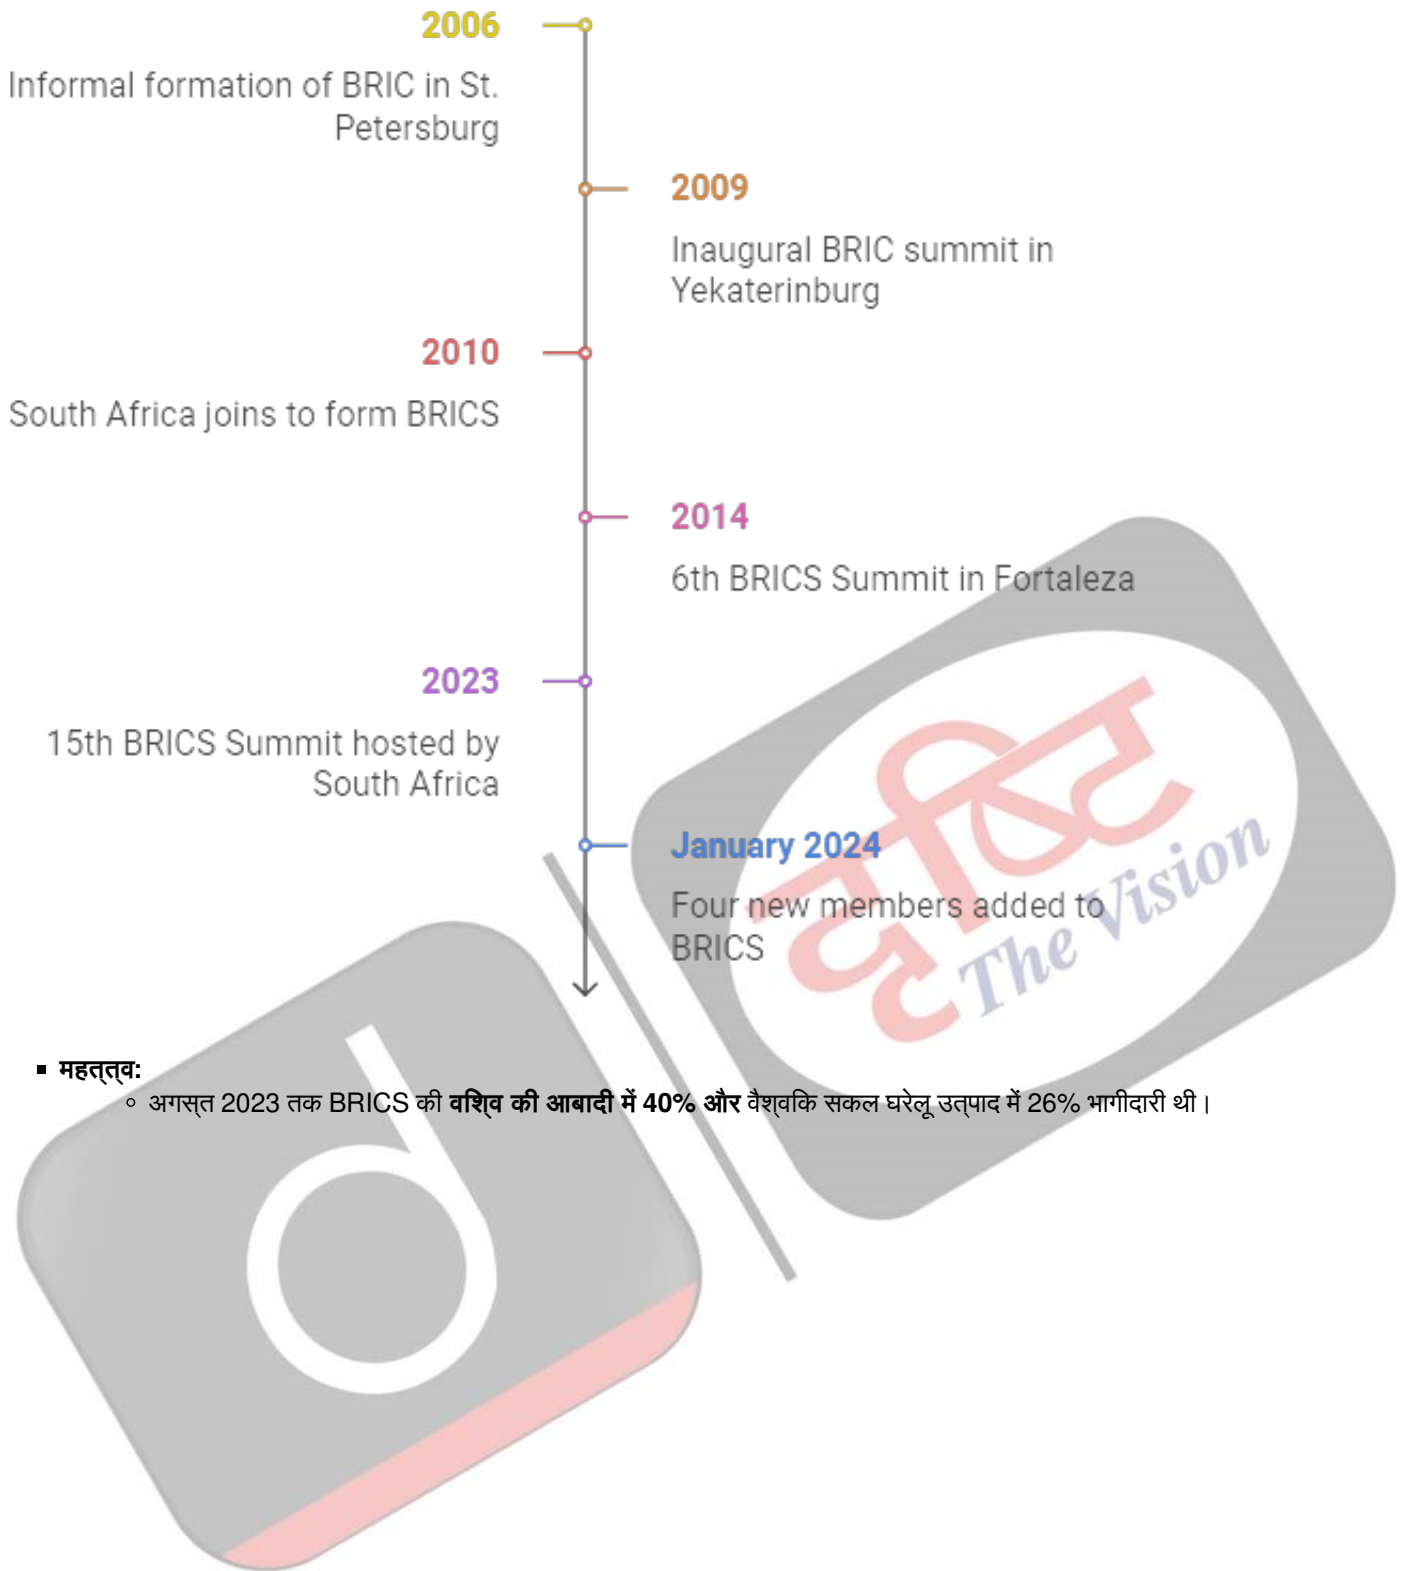 2006
Informal formation of BRIC in St.
Petersburg
2009
Inaugural BRIC summit in
Yekaterinburg
2010
South Africa joins to form BRICS
2014
6th BRICS Summit in Fortaleza
2023
15th BRICS Summit hosted by
South Africa
January 2024
Four new members added to
BRICS
दृष्टि
The Vision
d
▪ महत्त्व:
◦ अगस्त 2023 तक BRICS की विश्व की आबादी में 40% और वैश्विक सकल घरेलू उत्पाद में 26% भागीदारी थी।